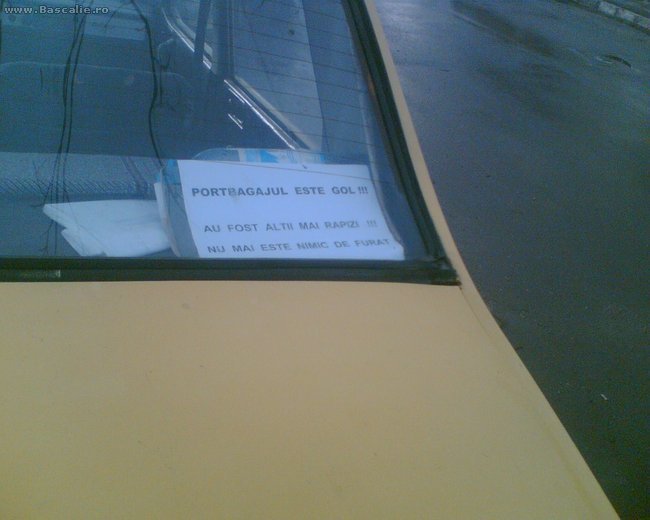 www.Bascalie.ro
PORTBAGAJUL ESTE GOL !!!
AU FOST ALTII MAI RAPIZI !!!
NU MAI ESTE NIMIC DE FURAT.